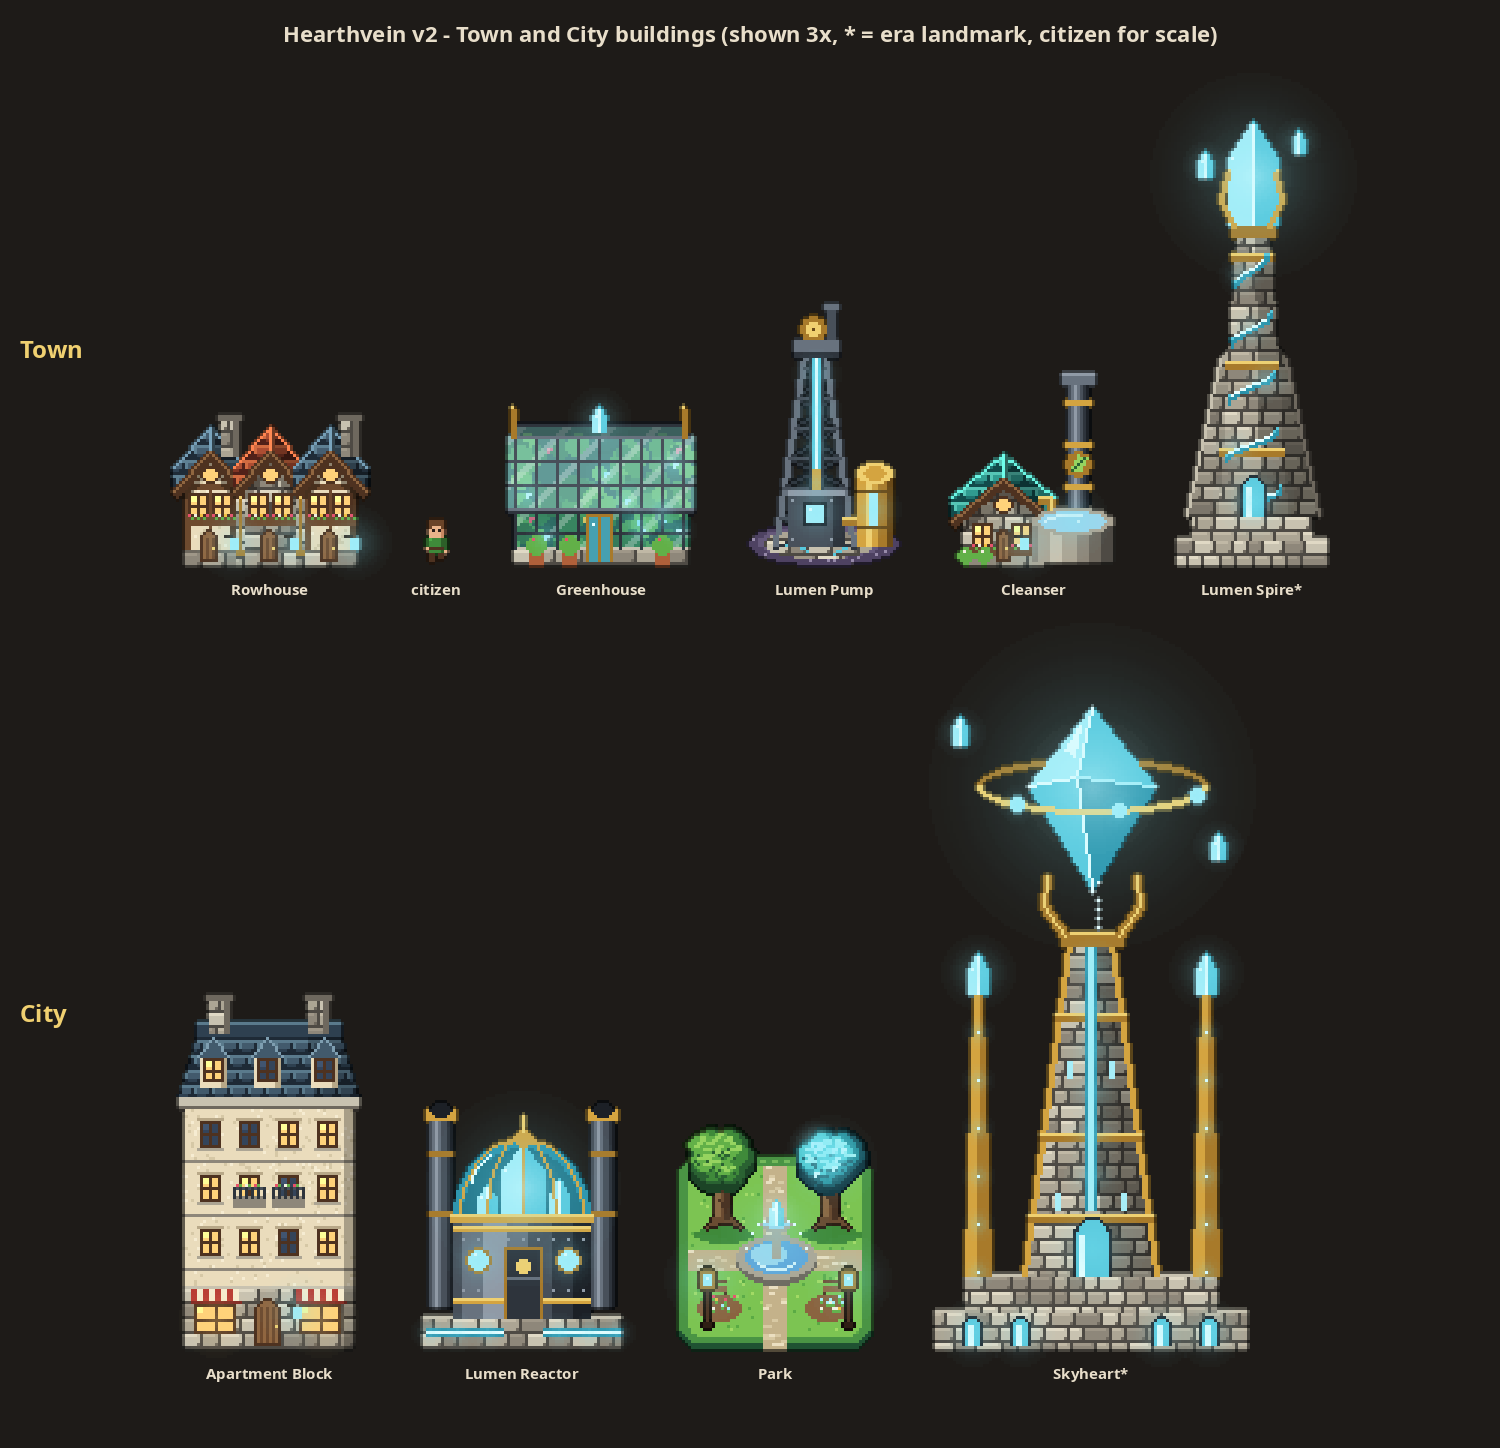 Hearthvein v2 - Town and City buildings (shown 3x, * = era landmark, citizen for scale)
Town
Rowhouse
citizen
Greenhouse
Lumen Pump
Cleanser
Lumen Spire*
City
Apartment Block
Lumen Reactor
Park
Skyheart*